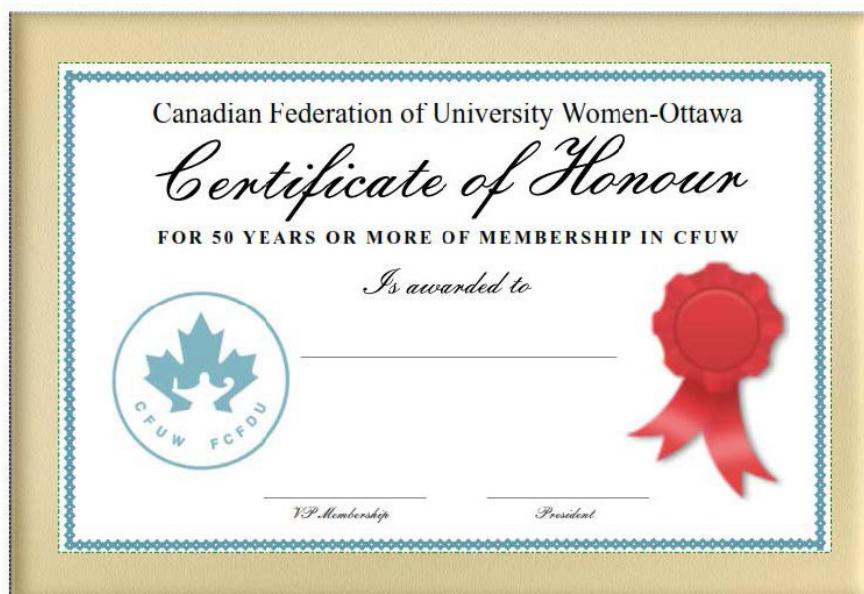 Canadian Federation of University Women-Ottawa
Certificate of Honour
FOR 50 YEARS OR MORE OF MEMBERSHIP IN CFUW
Is awarded to
CFUW FCFDU
VP Membership
President